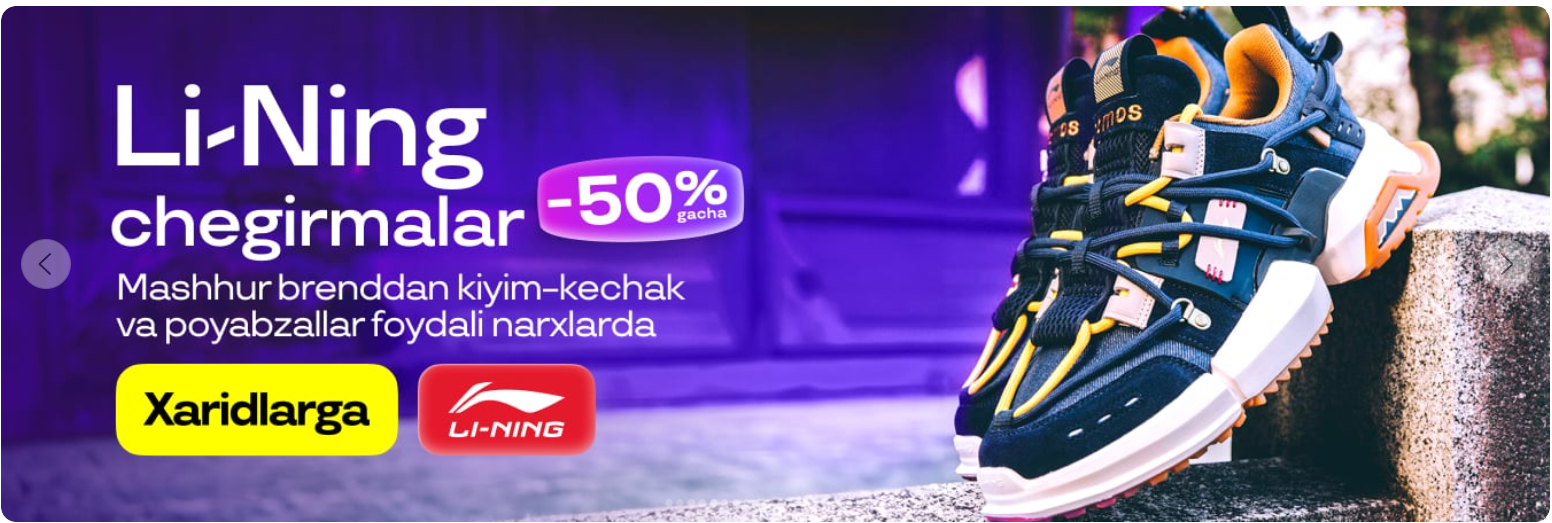 Li-Ning
chegirmalar
-50%
gacha
Mashhur brenddan kiyim-kechak
va poyabzallar foydali narxlarda
Xaridlarga
LI-NING